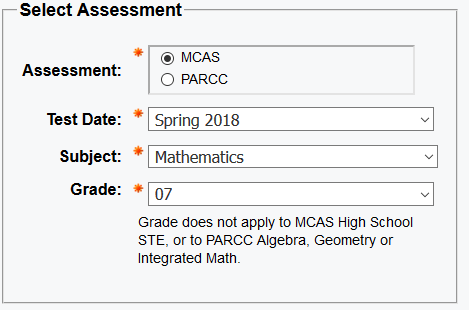 Select Assessment
Assessment:
MCAS
PARCC
Test Date:
Spring 2018
Subject:
Mathematics
Grade:
07
Grade does not apply to MCAS High School
STE, or to PARCC Algebra, Geometry or
Integrated Math.